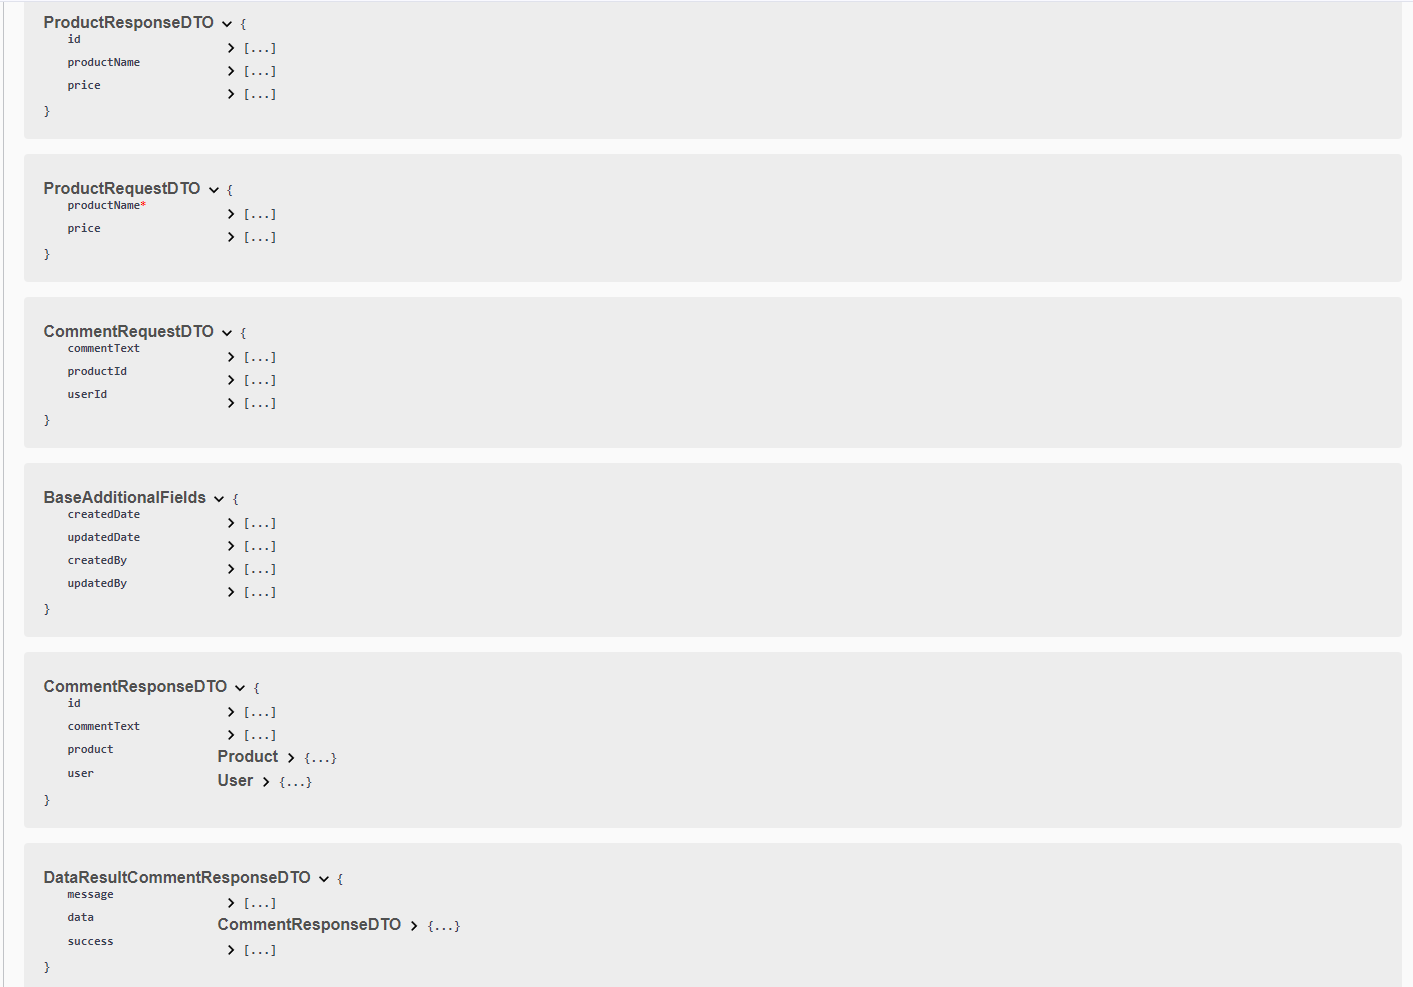 ProductResponseDTO {
id [...]
productName [...]
price [...]
}
ProductRequestDTO {
productName* [...]
price [...]
}
CommentRequestDTO {
commentText [...]
productId [...]
userId [...]
}
BaseAdditionalFields {
createdDate [...]
updatedDate [...]
createdBy [...]
updatedBy [...]
}
CommentResponseDTO {
id [...]
commentText [...]
product Product {...}
user User {...}
}
DataResultCommentResponseDTO {
message [...]
data CommentResponseDTO {...}
success [...]
}